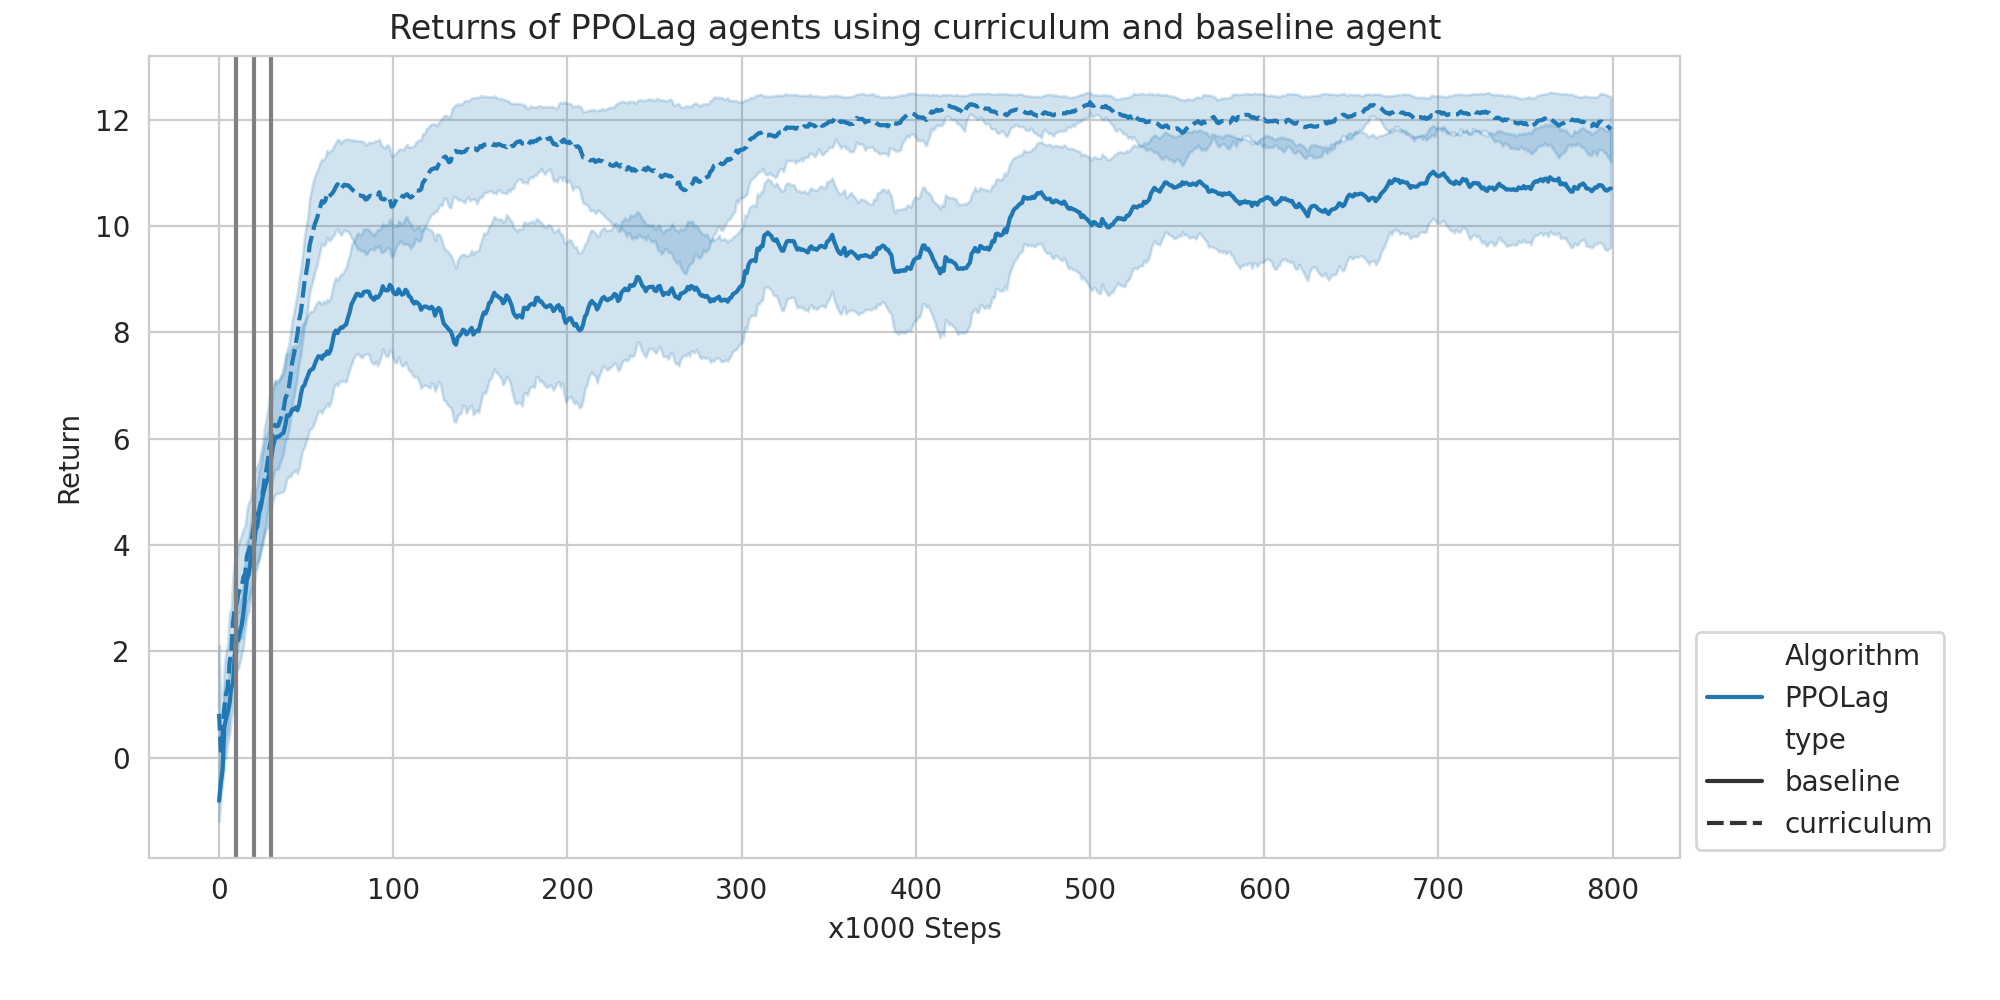 Returns of PPOLag agents using curriculum and baseline agent
12
10
8
6
4
2
0
Return
0 100 200 300 400 500 600 700 800
x1000 Steps
Algorithm
PPOLag
type
baseline
curriculum